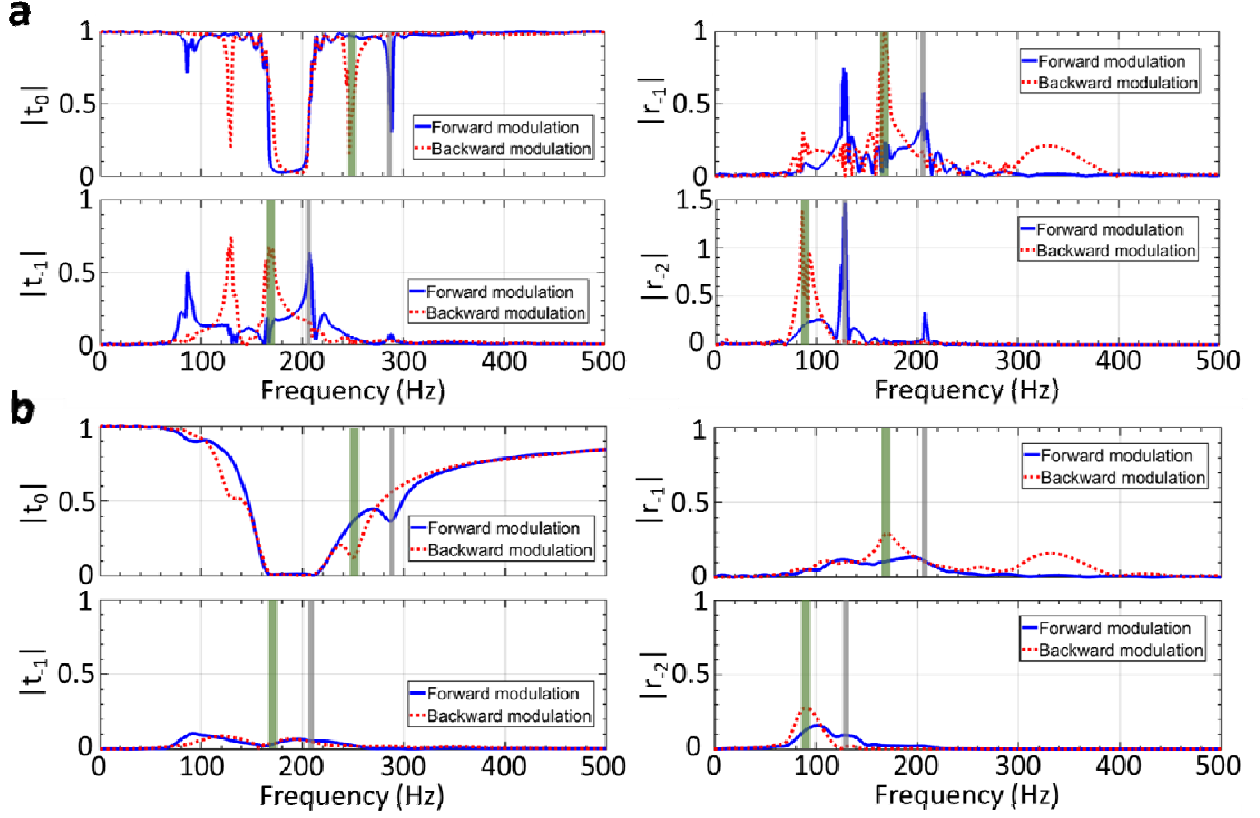 a
|t0|
1
0.5
0
Forward modulation
Backward modulation
|t-1|
1
0.5
0
Forward modulation
Backward modulation
0 100 200 300 400 500
Frequency (Hz)
|r-1|
1
0.5
0
Forward modulation
Backward modulation
|r-2|
1.5
1
0.5
0
Forward modulation
Backward modulation
0 100 200 300 400 500
Frequency (Hz)
b
|t0|
1
0.5
0
Forward modulation
Backward modulation
|t-1|
1
0.5
0
Forward modulation
Backward modulation
0 100 200 300 400 500
Frequency (Hz)
|r-1|
1
0.5
0
Forward modulation
Backward modulation
|r-2|
1
0.5
0
Forward modulation
Backward modulation
0 100 200 300 400 500
Frequency (Hz)